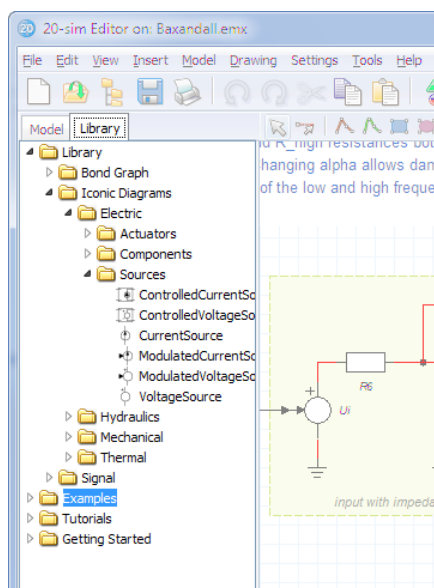 20-sim Editor on: Baxandall.emx
File Edit View Insert Model Drawing Settings Tools Help
Model Library
Library
Bond Graph
Iconic Diagrams
Electric
Actuators
Components
Sources
ControlledCurrentSo
ControlledVoltageSo
CurrentSource
ModulatedCurrentSo
ModulatedVoltageSo
VoltageSource
Hydraulics
Mechanical
Thermal
Signal
Examples
Tutorials
Getting Started
d R_high resistances bot
hanging alpha allows dan
of the low and high freque
R6
Ui
input with impeda